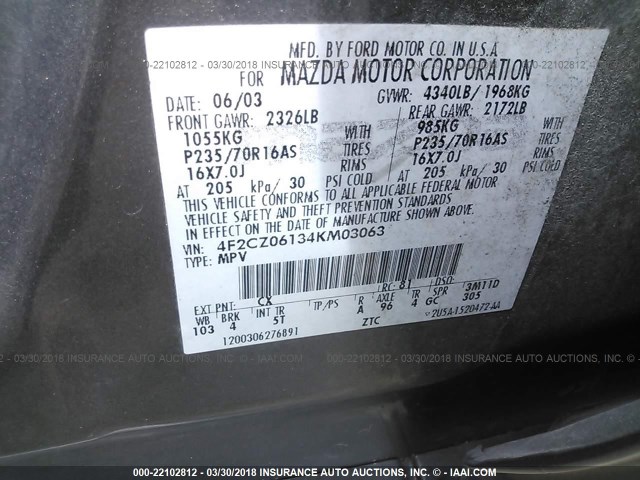 MFD. BY FORD MOTOR CO. IN U.S.A.
FOR MAZDA MOTOR CORPORATION
DATE: 06/03 GVWR: 4340LB/ 1968KG
FRONT GAWR: 2326LB REAR GAWR: 2172LB
1055KG WITH 985KG WITH
P235/70R16AS TIRES P235/70R16AS TIRES
16X7.0J RIMS 16X7.0J RIMS
AT 205 kPa/ 30 PSI COLD AT 205 kPa/ 30 PSI COLD
THIS VEHICLE CONFORMS TO ALL APPLICABLE FEDERAL MOTOR
VEHICLE SAFETY AND THEFT PREVENTION STANDARDS
IN EFFECT ON THE DATE OF MANUFACTURE SHOWN ABOVE
VIN: 4F2CZ06134KM03063
TYPE: MPV
EXT PNT: CX RC: 81 DSO: 3M11D
WB BRK INT TR TP/PS R AXLE TR SPR
103 4 5T A 96 4 GC 305
1200306276891 ZTC 2U5A-1520472-AA
000-22102812 - 03/30/2018 - INSURANCE AUTO AUCTIONS, INC. © - IAAI.COM